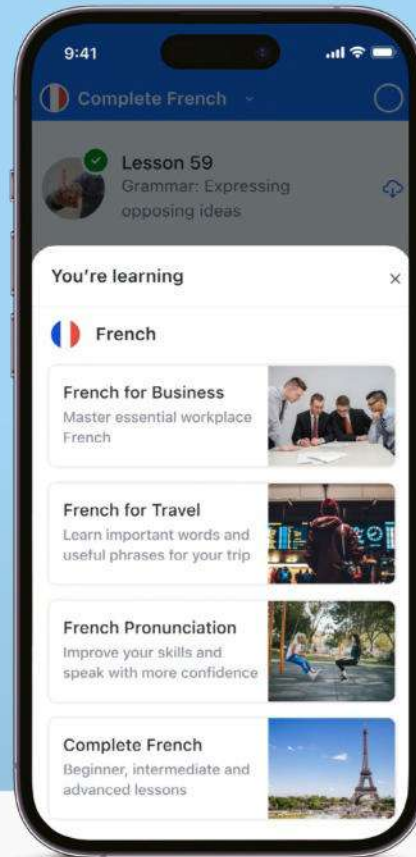 9:41
Complete French
Lesson 59
Grammar: Expressing
opposing ideas
You're learning
French
French for Business
Master essential workplace
French
French for Travel
Learn important words and
useful phrases for your trip
French Pronunciation
Improve your skills and
speak with more confidence
Complete French
Beginner, intermediate and
advanced lessons